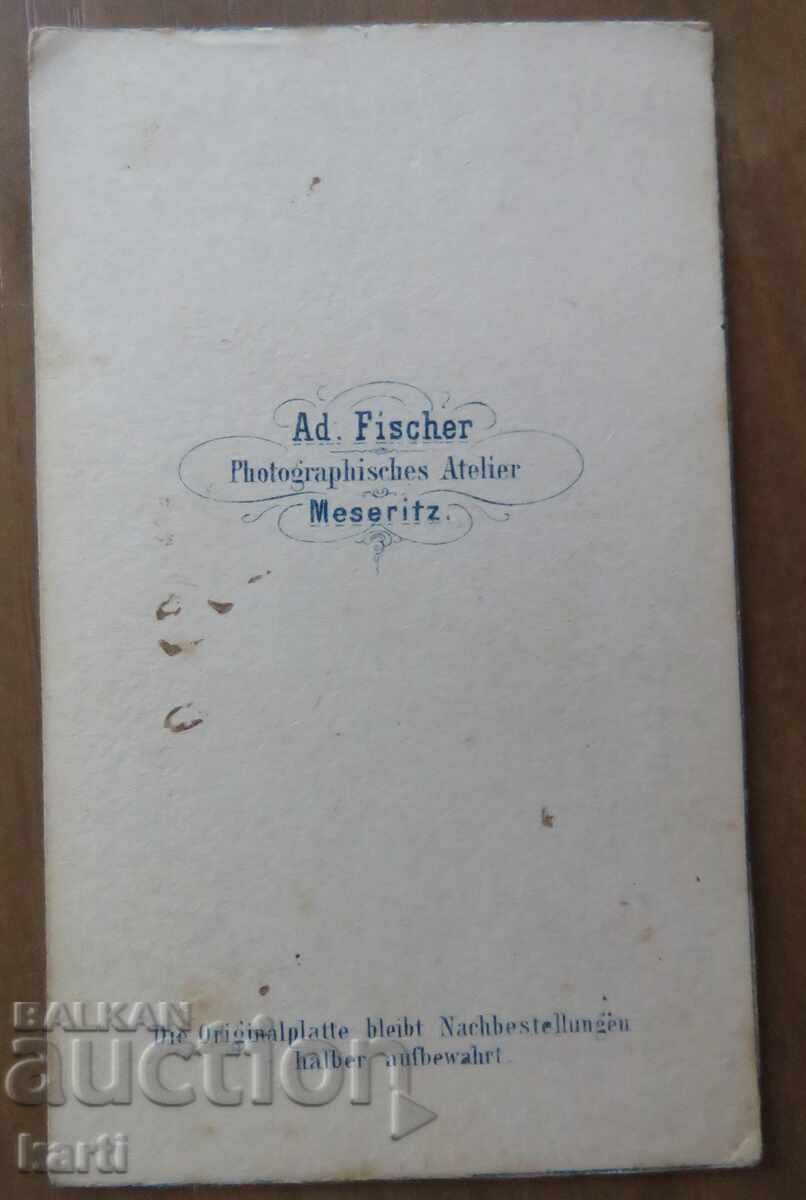 Ad. Fischer
Photographisches Atelier
Meseritz.
Die Originalplatte bleibt Nachbestellungen
halber aufbewahrt
BALKAN
auction
karti